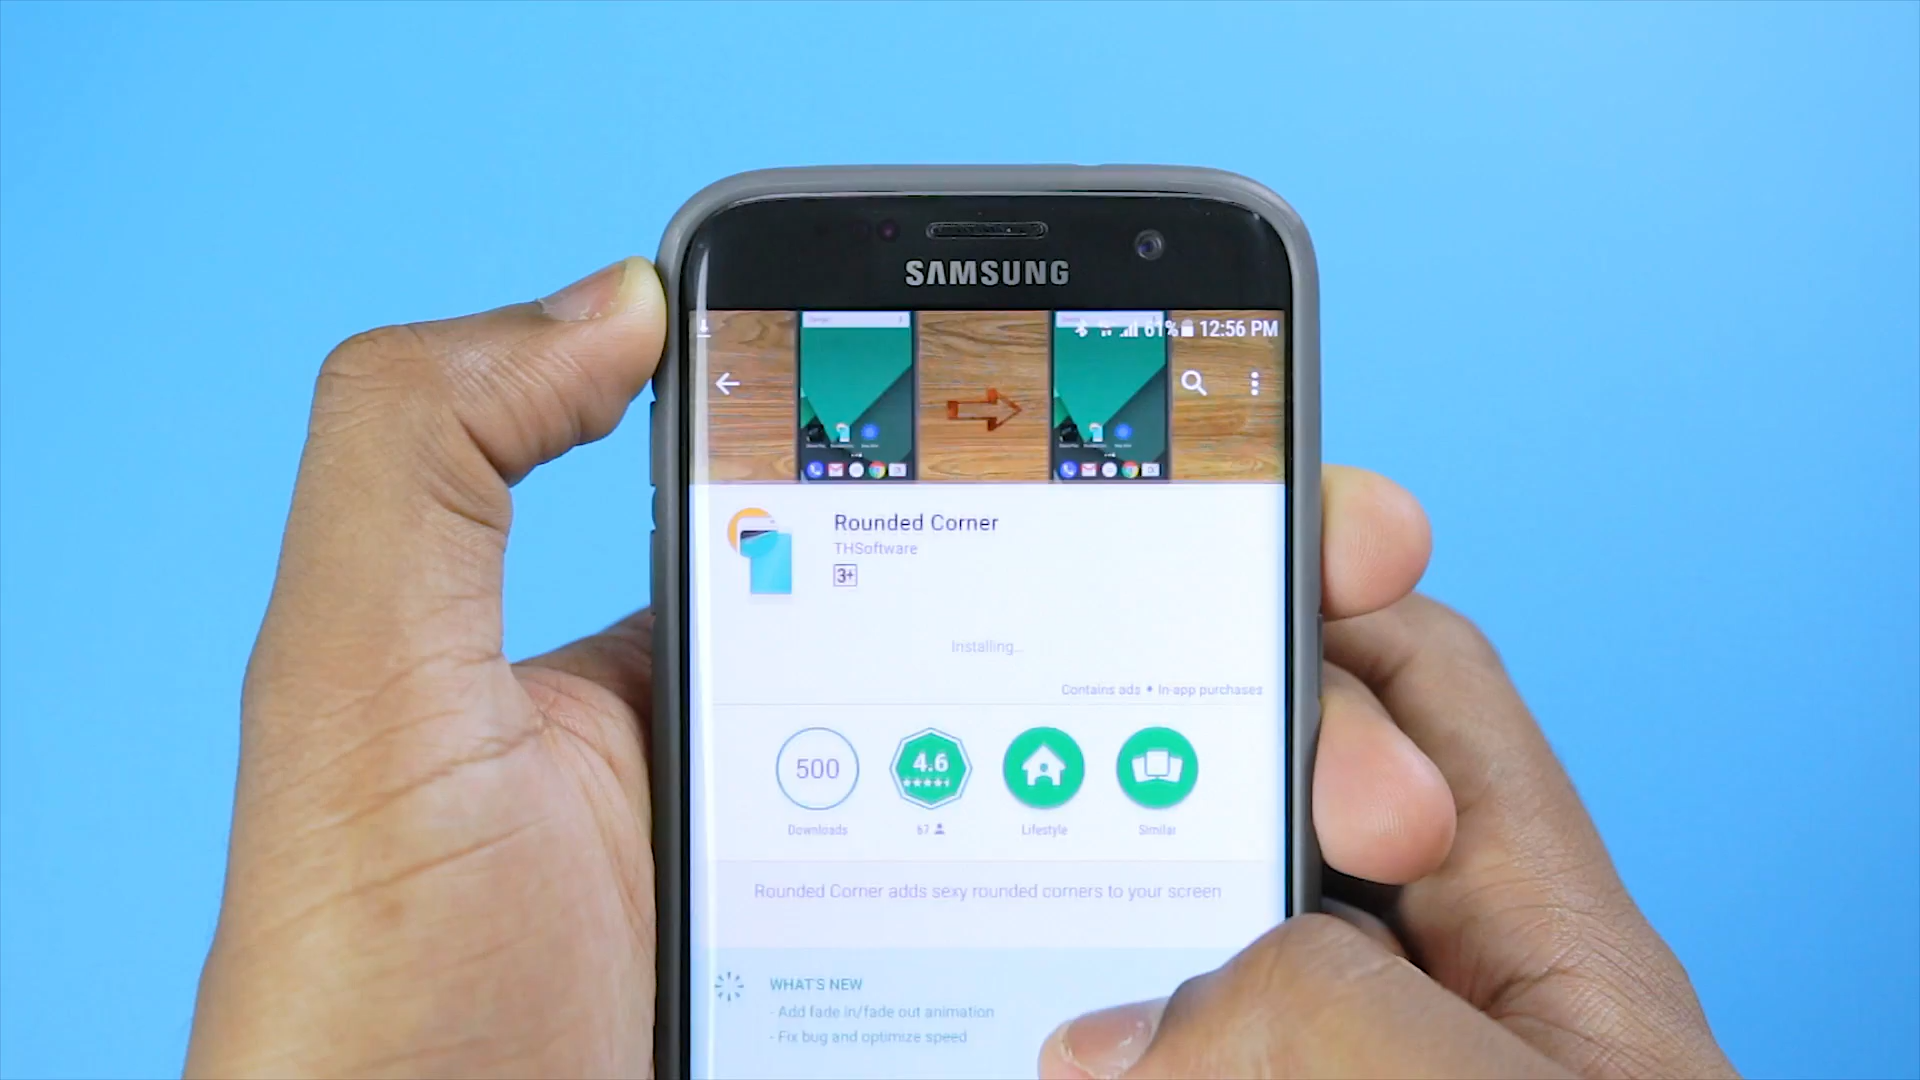 SAMSUNG
61% 12:56 PM
Rounded Corner
THSoftware
3+
Installing...
Contains ads • In-app purchases
500
4.6
Downloads
67
Lifestyle
Similar
Rounded Corner adds sexy rounded corners to your screen
WHAT'S NEW
- Add fade in/fade out animation
- Fix bug and optimize speed